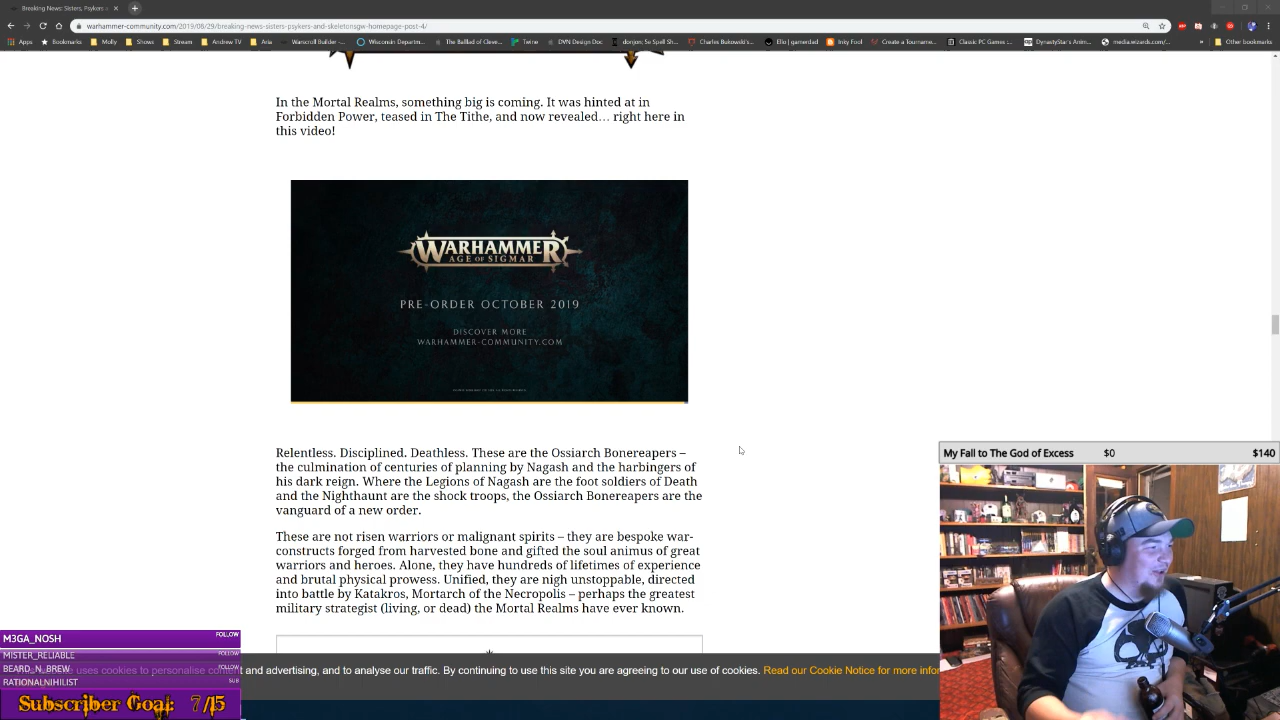 Breaking News: Sisters, Psykers a
warhammer-community.com/2019/08/29/breaking-news-sisters-psykers-and-skeletonsgw-homepage-post-4/
Apps Bookmarks Molly Shows Stream Andrew TV Aria Warscroll Builder -... Wisconsin Departm... The Ballad of Cleve... Twine DVN Design Doc donjon; 5e Spell Sh... Charles Bukowski's... Ello | gamerdad Inky Fool Create a Tourname... Classic PC Games :... DynastyStar's Anim... media.wizards.com/... » Other bookmarks
In the Mortal Realms, something big is coming. It was hinted at in
Forbidden Power, teased in The Tithe, and now revealed… right here in
this video!
WARHAMMER
AGE OF SIGMAR
PRE-ORDER OCTOBER 2019
DISCOVER MORE
WARHAMMER-COMMUNITY.COM
Relentless. Disciplined. Deathless. These are the Ossiarch Bonereapers –
the culmination of centuries of planning by Nagash and the harbingers of
his dark reign. Where the Legions of Nagash are the foot soldiers of Death
and the Nighthaunt are the shock troops, the Ossiarch Bonereapers are the
vanguard of a new order.
These are not risen warriors or malignant spirits – they are bespoke war-
constructs forged from harvested bone and gifted the soul animus of great
warriors and heroes. Alone, they have hundreds of lifetimes of experience
and brutal physical prowess. Unified, they are nigh unstoppable, directed
into battle by Katakros, Mortarch of the Necropolis – perhaps the greatest
military strategist (living, or dead) the Mortal Realms have ever known.
My Fall to The God of Excess $0 $140
M3GA_NOSH FOLLOW
MISTER_RELIABLE FOLLOW
BEARD_N_BREW FOLLOW
RATIONALNIHILIST SUB
Subscriber Goal: 7/15
e uses cookies to personalise content and advertising, and to analyse our traffic. By continuing to use this site you are agreeing to our use of cookies. Read our Cookie Notice for more infor